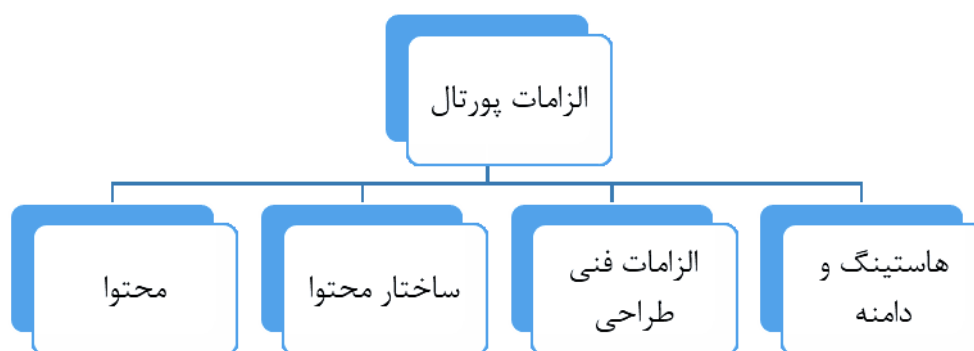 الزامات پورتال
هاستینگ و
دامنه
الزامات فنی
طراحی
ساختار محتوا
محتوا